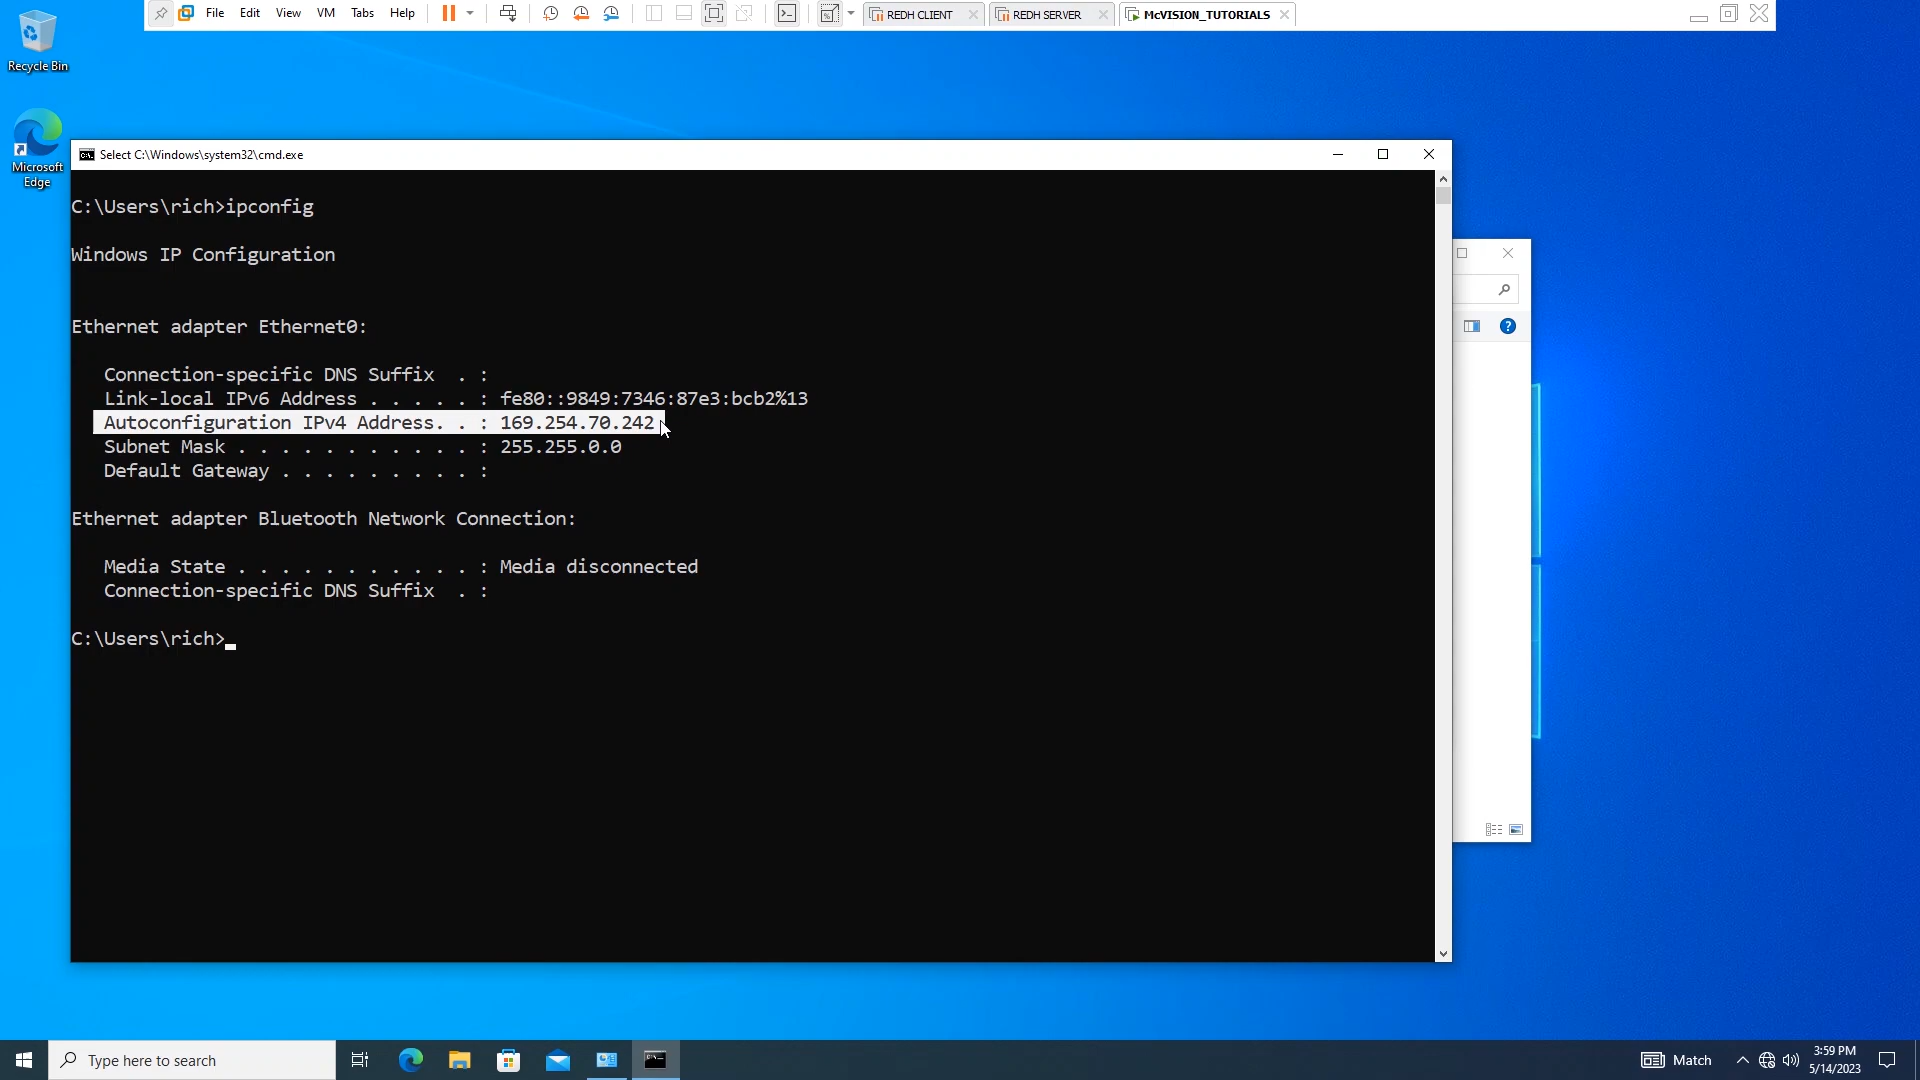 File Edit View VM Tabs Help REDH CLIENT REDH SERVER McVISION_TUTORIALS
Recycle Bin
Microsoft
Edge
Select C:\Windows\system32\cmd.exe
C:\Users\rich>ipconfig
Windows IP Configuration
Ethernet adapter Ethernet0:
Connection-specific DNS Suffix . :
Link-local IPv6 Address . . . . . : fe80::9849:7346:87e3:bcb2%13
Autoconfiguration IPv4 Address. . : 169.254.70.242
Subnet Mask . . . . . . . . . . . : 255.255.0.0
Default Gateway . . . . . . . . . :
Ethernet adapter Bluetooth Network Connection:
Media State . . . . . . . . . . . : Media disconnected
Connection-specific DNS Suffix . :
C:\Users\rich>
Type here to search
Match
3:59 PM
5/14/2023